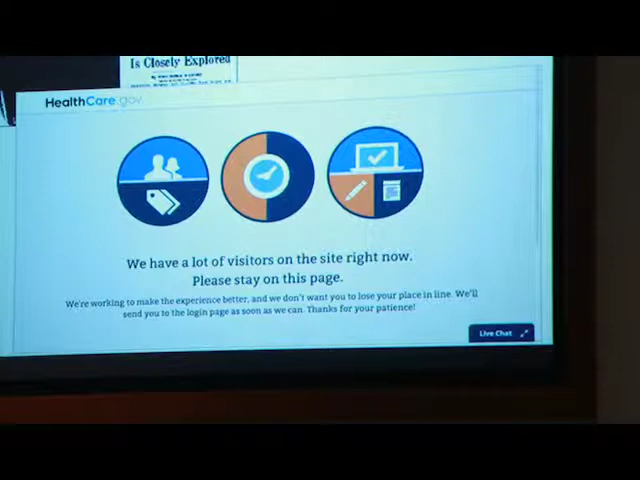 Is Closely Explored
HealthCare.gov
We have a lot of visitors on the site right now.
Please stay on this page.
We're working to make the experience better, and we don't want you to lose your place in line. We'll
send you to the login page as soon as we can. Thanks for your patience!
Live Chat